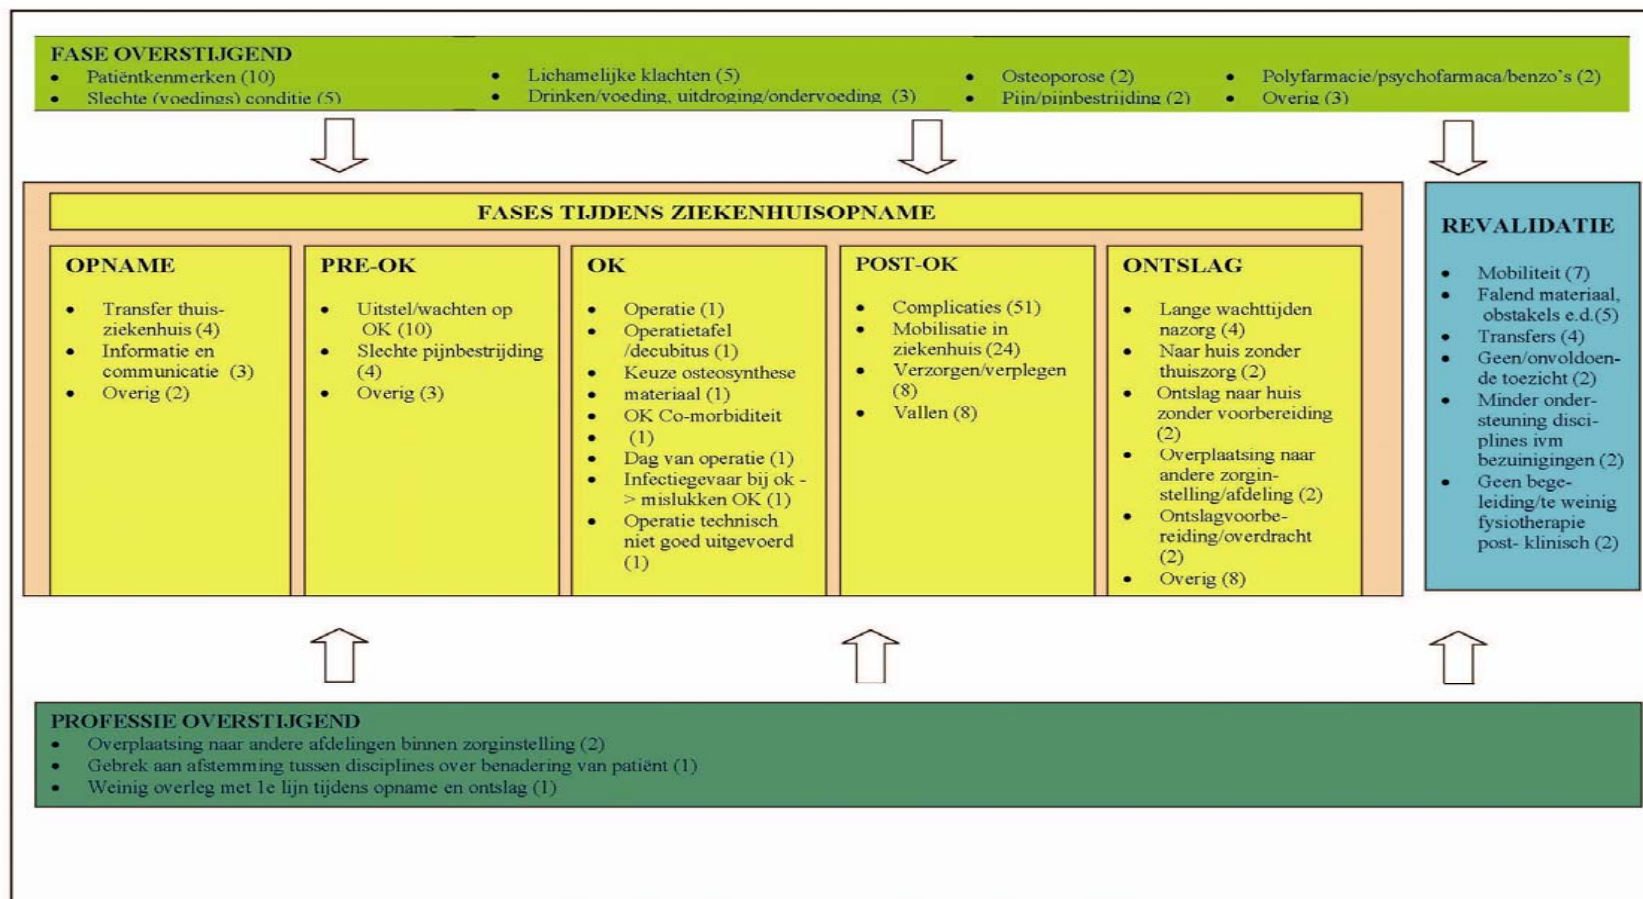 FASE OVERSTIJGEND
• Patiëntkenmerken (10)
• Slechte (voedings) conditie (5)
• Lichamelijke klachten (5)
• Drinken/voeding, uitdroging/ondervoeding (3)
• Osteoporose (2)
• Pijn/pijnbestrijding (2)
• Polyfarmacie/psychofarmaca/benzo's (2)
• Overig (3)
FASES TIJDENS ZIEKENHUISOPNAME
OPNAME
• Transfer thuis-
ziekenhuis (4)
• Informatie en
communicatie (3)
• Overig (2)
PRE-OK
• Uitstel/wachten op
OK (10)
• Slechte pijnbestrijding
(4)
• Overig (3)
OK
• Operatie (1)
• Operatietafel
/decubitus (1)
• Keuze osteosynthese
• materiaal (1)
• OK Co-morbiditeit
• (1)
• Dag van operatie (1)
• Infectiegevaar bij ok -
> mislukken OK (1)
• Operatie technisch
niet goed uitgevoerd
(1)
POST-OK
• Complicaties (51)
• Mobilisatie in
ziekenhuis (24)
• Verzorgen/verplegen
(8)
• Vallen (8)
ONTSLAG
• Lange wachttijden
nazorg (4)
• Naar huis zonder
thuiszorg (2)
• Ontslag naar huis
zonder voorbereiding
(2)
• Overplaatsing naar
andere zorgin-
stelling/afdeling (2)
• Ontslagvoorbe-
reiding/overdracht
(2)
• Overig (8)
REVALIDATIE
• Mobiliteit (7)
• Falend materiaal,
obstakels e.d.(5)
• Transfers (4)
• Geen/onvoldoen-
de toezicht (2)
• Minder onder-
steuning disci-
plines ivm
bezuinigingen (2)
• Geen bege-
leiding/te weinig
fysiotherapie
post- klinisch (2)
PROFESSIE OVERSTIJGEND
• Overplaatsing naar andere afdelingen binnen zorginstelling (2)
• Gebrek aan afstemming tussen disciplines over benadering van patiënt (1)
• Weinig overleg met 1e lijn tijdens opname en ontslag (1)